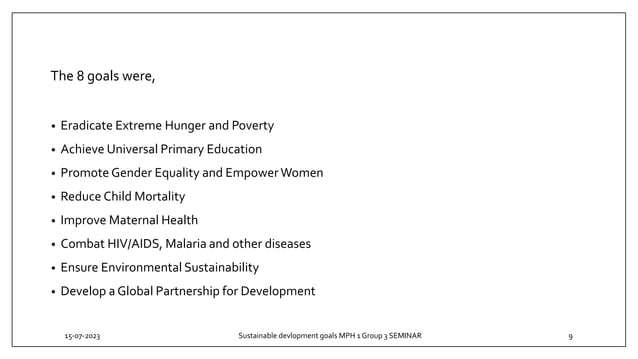 The 8 goals were,
• Eradicate Extreme Hunger and Poverty
• Achieve Universal Primary Education
• Promote Gender Equality and Empower Women
• Reduce Child Mortality
• Improve Maternal Health
• Combat HIV/AIDS, Malaria and other diseases
• Ensure Environmental Sustainability
• Develop a Global Partnership for Development
15-07-2023 Sustainable devlopment goals MPH 1 Group 3 SEMINAR 9